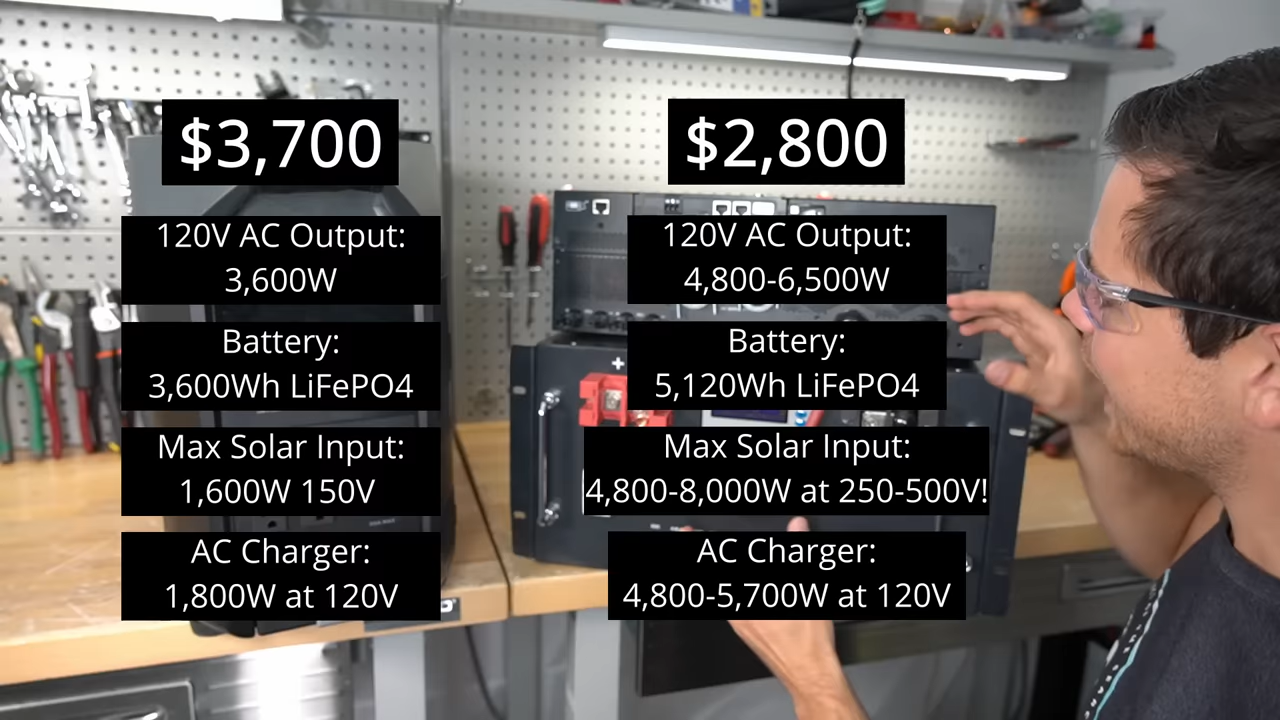 $3,700
120V AC Output:
3,600W
Battery:
3,600Wh LiFePO4
Max Solar Input:
1,600W 150V
AC Charger:
1,800W at 120V
$2,800
120V AC Output:
4,800-6,500W
Battery:
5,120Wh LiFePO4
Max Solar Input:
4,800-8,000W at 250-500V!
AC Charger:
4,800-5,700W at 120V